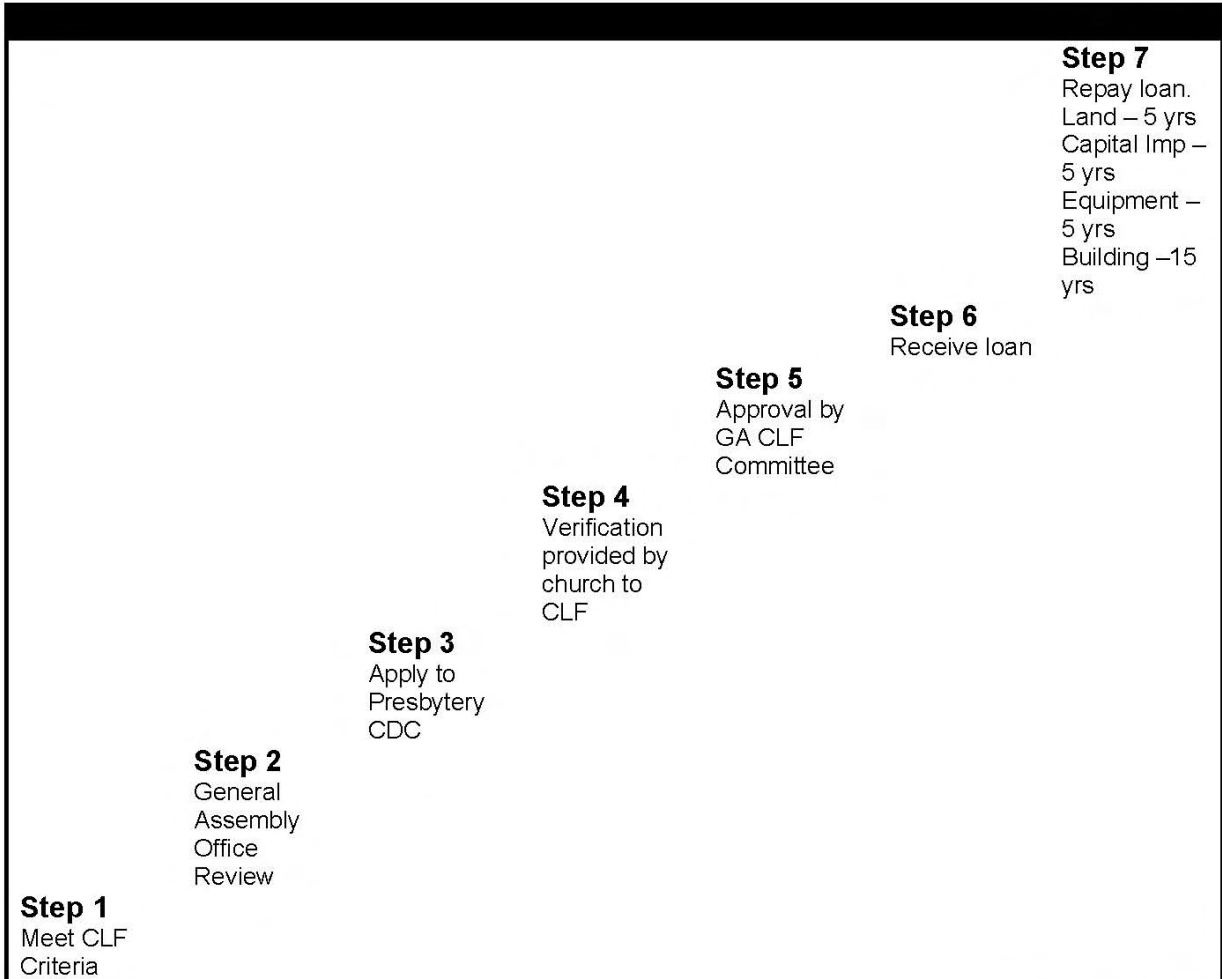 Step 1
Meet CLF
Criteria
Step 2
General
Assembly
Office
Review
Step 3
Apply to
Presbytery
CDC
Step 4
Verification
provided by
church to
CLF
Step 5
Approval by
GA CLF
Committee
Step 6
Receive loan
Step 7
Repay loan.
Land – 5 yrs
Capital Imp –
5 yrs
Equipment –
5 yrs
Building –15
yrs